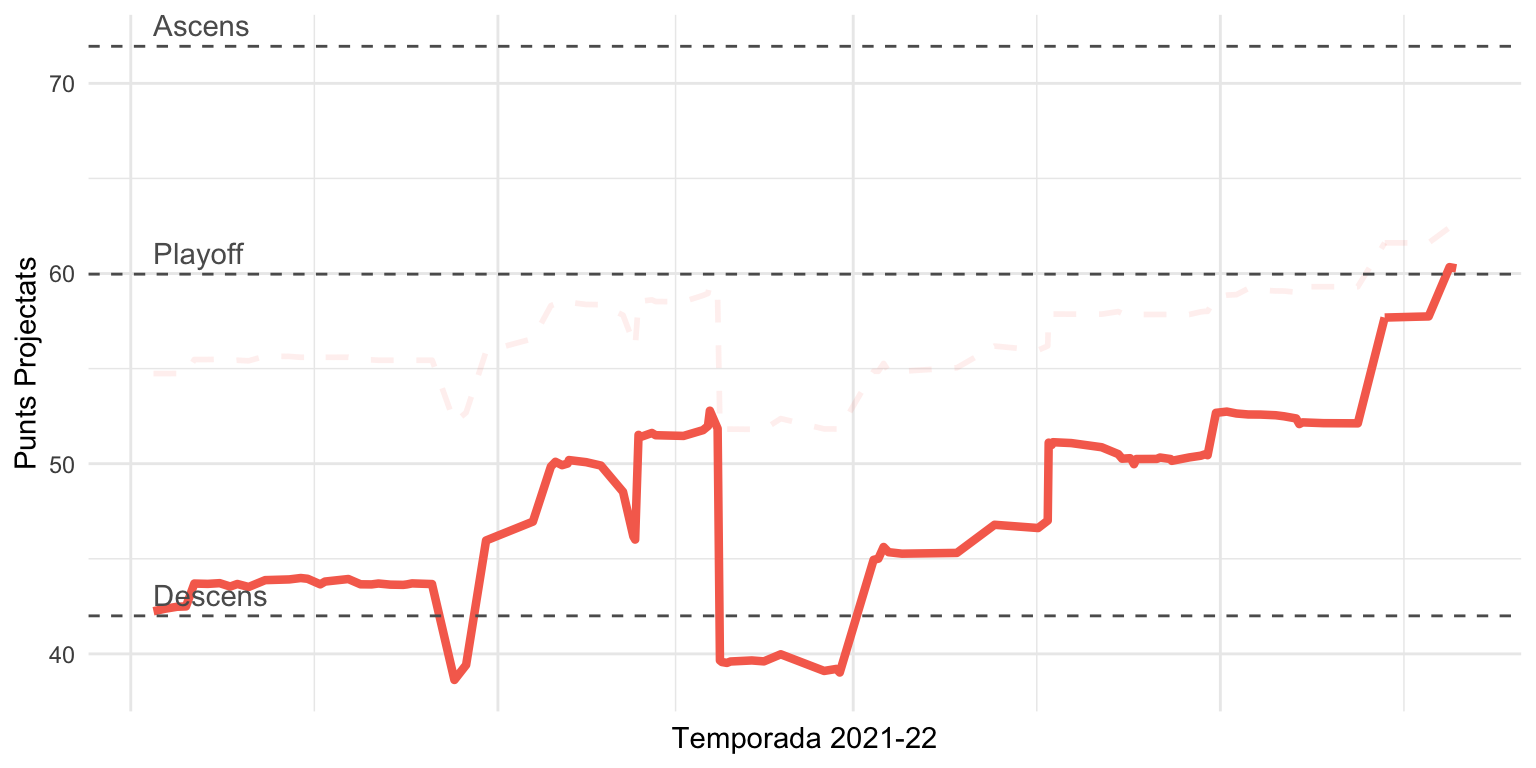 Ascens
70
Playoff
60
50
Descens
40
Punts Projectats
Temporada 2021-22